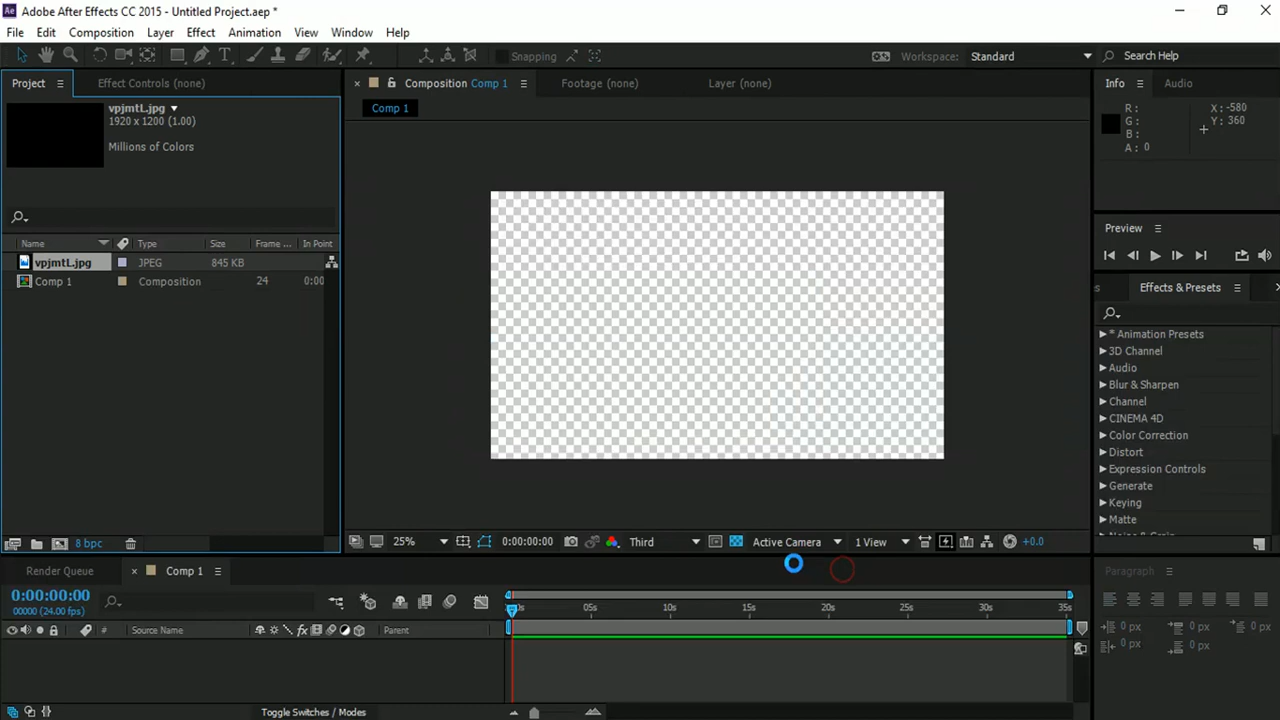 Ae Adobe After Effects CC 2015 - Untitled Project.aep *
File Edit Composition Layer Effect Animation View Window Help
Snapping
Workspace: Standard
Search Help
Project
Effect Controls (none)
Composition Comp 1
Footage (none)
Layer (none)
Info
Audio
Comp 1
vpjmtL.jpg
1920 x 1200 (1.00)
Millions of Colors
R:
G:
B:
A: 0
X: -580
Y: 360
Preview
Effects & Presets
* Animation Presets
3D Channel
Audio
Blur & Sharpen
Channel
CINEMA 4D
Color Correction
Distort
Expression Controls
Generate
Keying
Matte
Name Type Size Frame ... In Point
vpjmtL.jpg JPEG 845 KB
Comp 1 Composition 24 0:00
8 bpc
25% 0:00:00:00 Third Active Camera 1 View +0.0
Render Queue
Comp 1
Paragraph
0:00:00:00
00000 (24.00 fps)
05s 10s 15s 20s 25s 30s 35s
# Source Name Parent
0 px 0 px 0 px
0 px 0 px
Toggle Switches / Modes